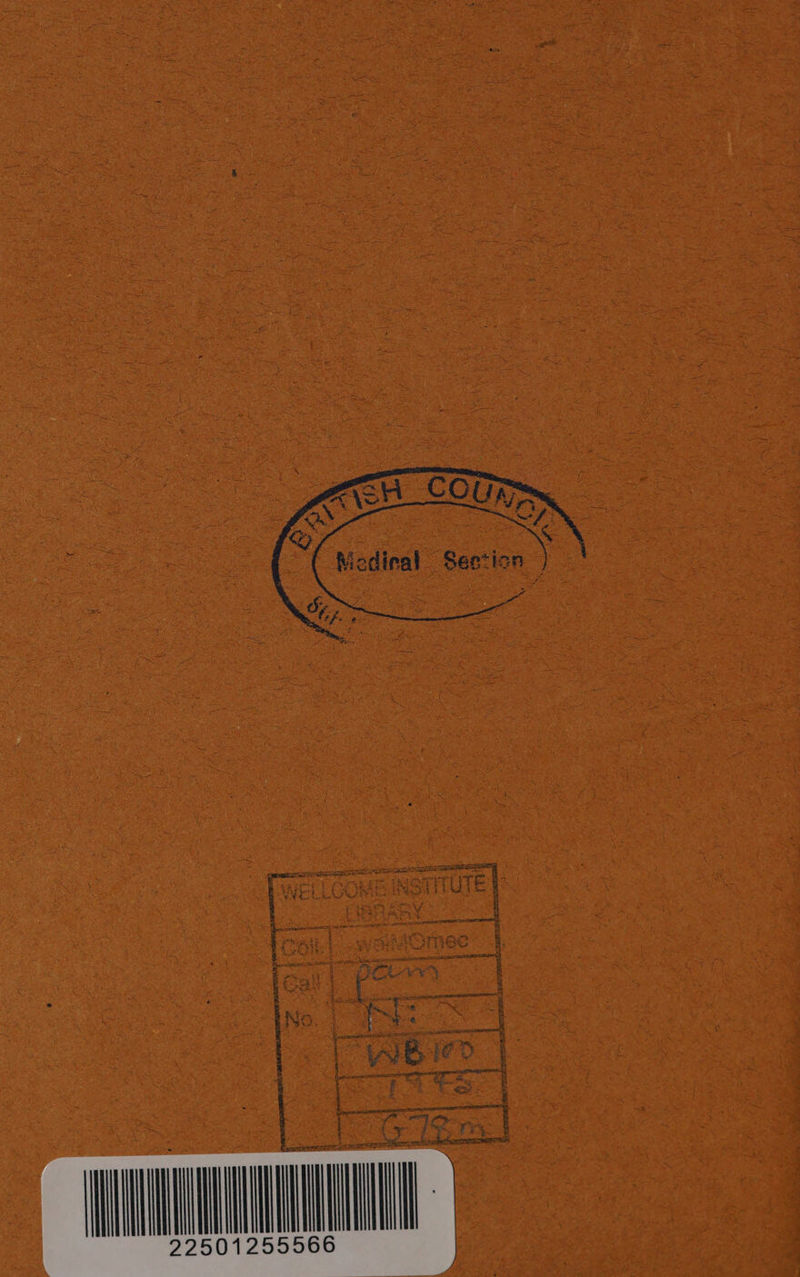 BRITISH COUNCIL
Medical Section
WELLCOME INSTITUTE
LIBRARY
Coll. welMOmec
Call pam
No.
WB100
1945
G78m
22501255566